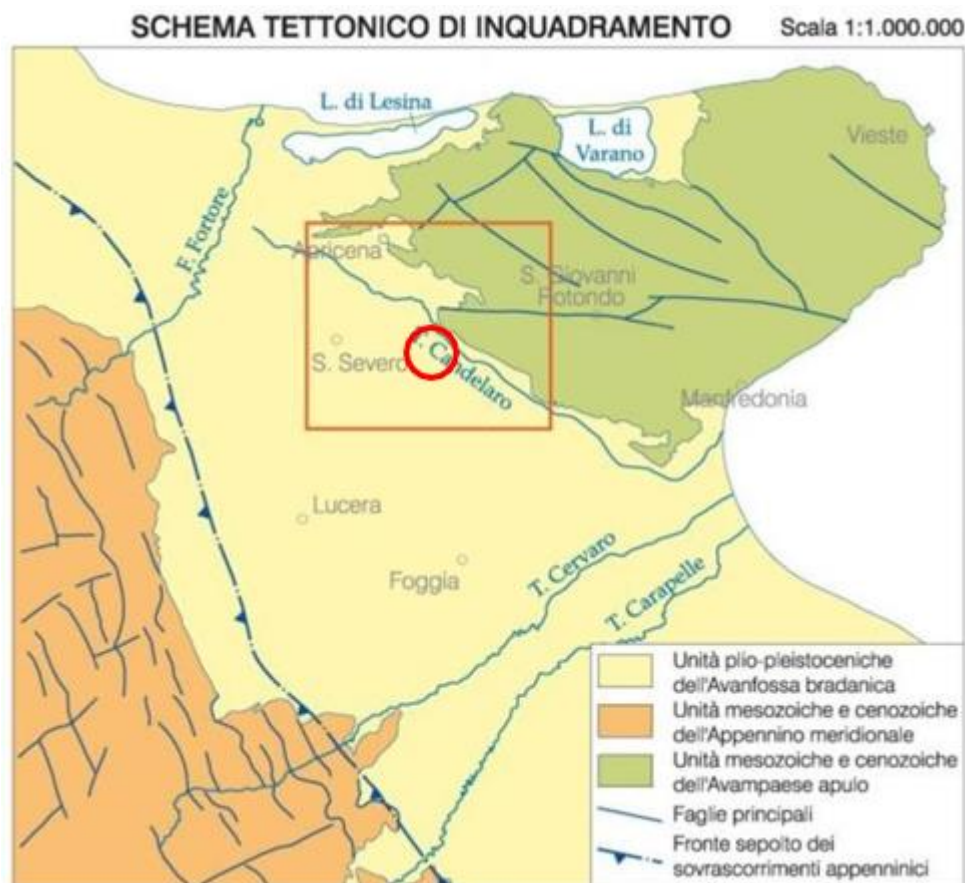 SCHEMA TETTONICO DI INQUADRAMENTO Scala 1:1.000.000
L. di Lesina
L. di
Varano
Vieste
F. Fortore
Apricena
S. Giovanni
Rotondo
S. Severo
T. Candelaro
Manfredonia
Lucera
Foggia
T. Cervaro
T. Carapelle
Unità plio-pleistoceniche
dell'Avanfossa bradanica
Unità mesozoiche e cenozoiche
dell'Appennino meridionale
Unità mesozoiche e cenozoiche
dell'Avampaese apulo
Faglie principali
Fronte sepolto dei
sovrascorrimenti appenninici